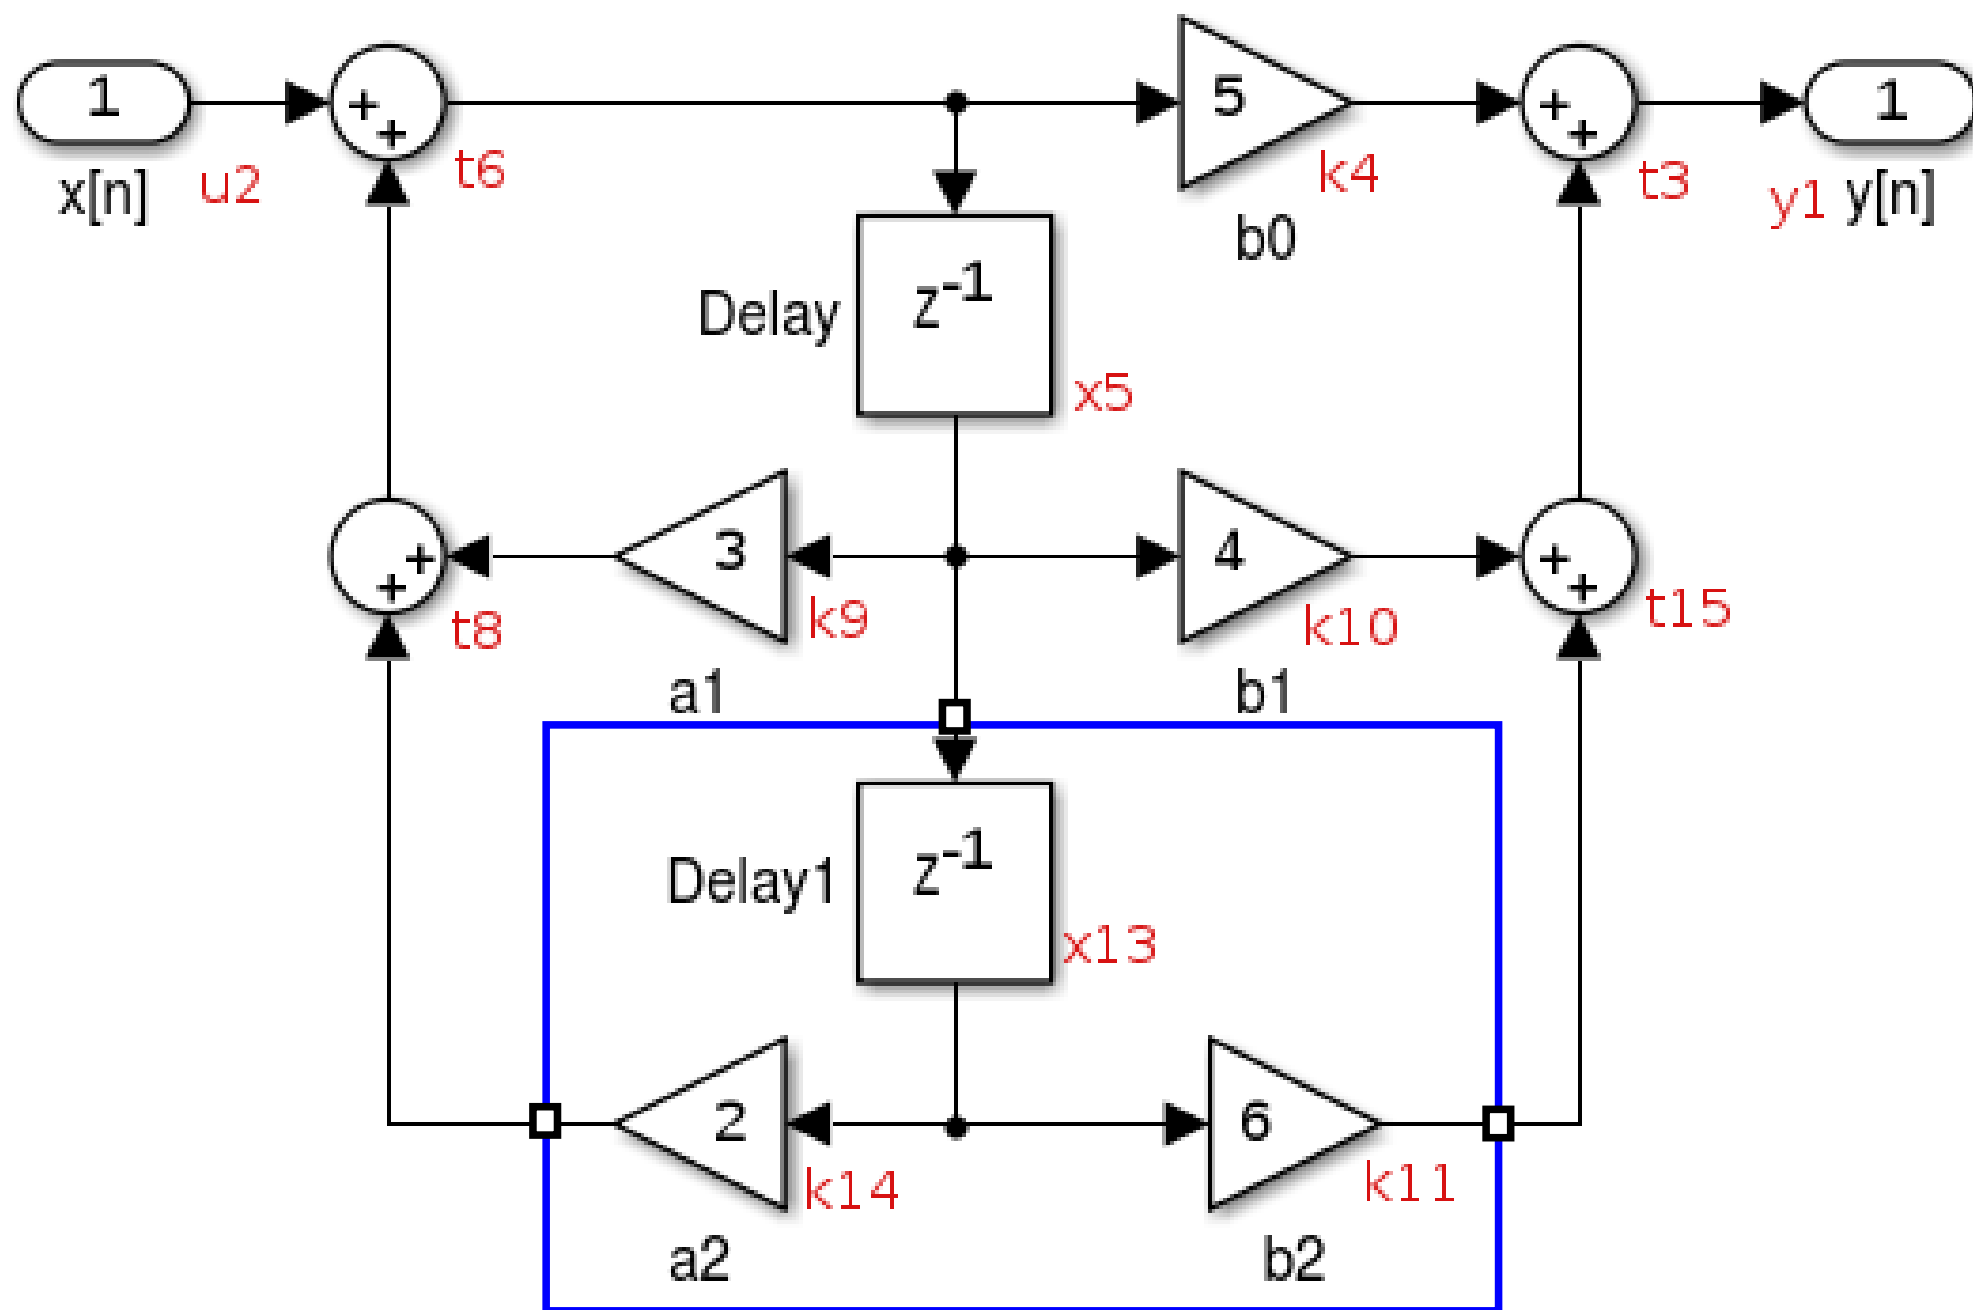 1
+
+
5
+
+
1
x[n]
u2
t6
k4
t3
y1
y[n]
b0
Delay
z-1
x5
+
+
3
4
+
+
t8
k9
k10
t15
a1
b1
Delay1
z-1
x13
2
6
k14
k11
a2
b2